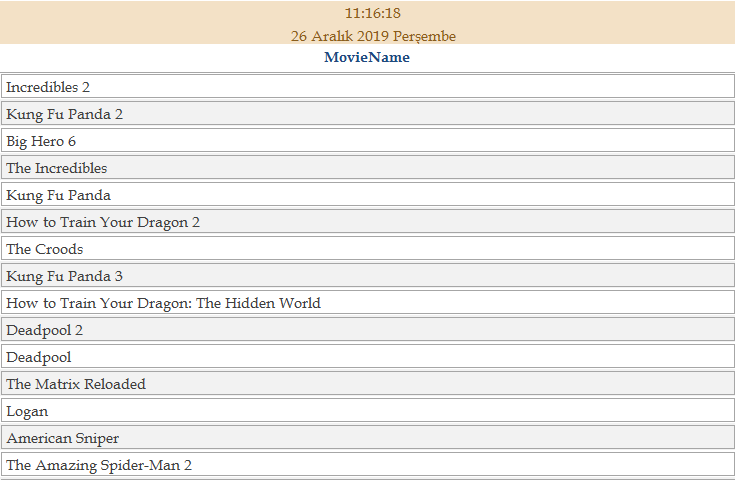 11:16:18
26 Aralık 2019 Perşembe
MovieName
Incredibles 2
Kung Fu Panda 2
Big Hero 6
The Incredibles
Kung Fu Panda
How to Train Your Dragon 2
The Croods
Kung Fu Panda 3
How to Train Your Dragon: The Hidden World
Deadpool 2
Deadpool
The Matrix Reloaded
Logan
American Sniper
The Amazing Spider-Man 2